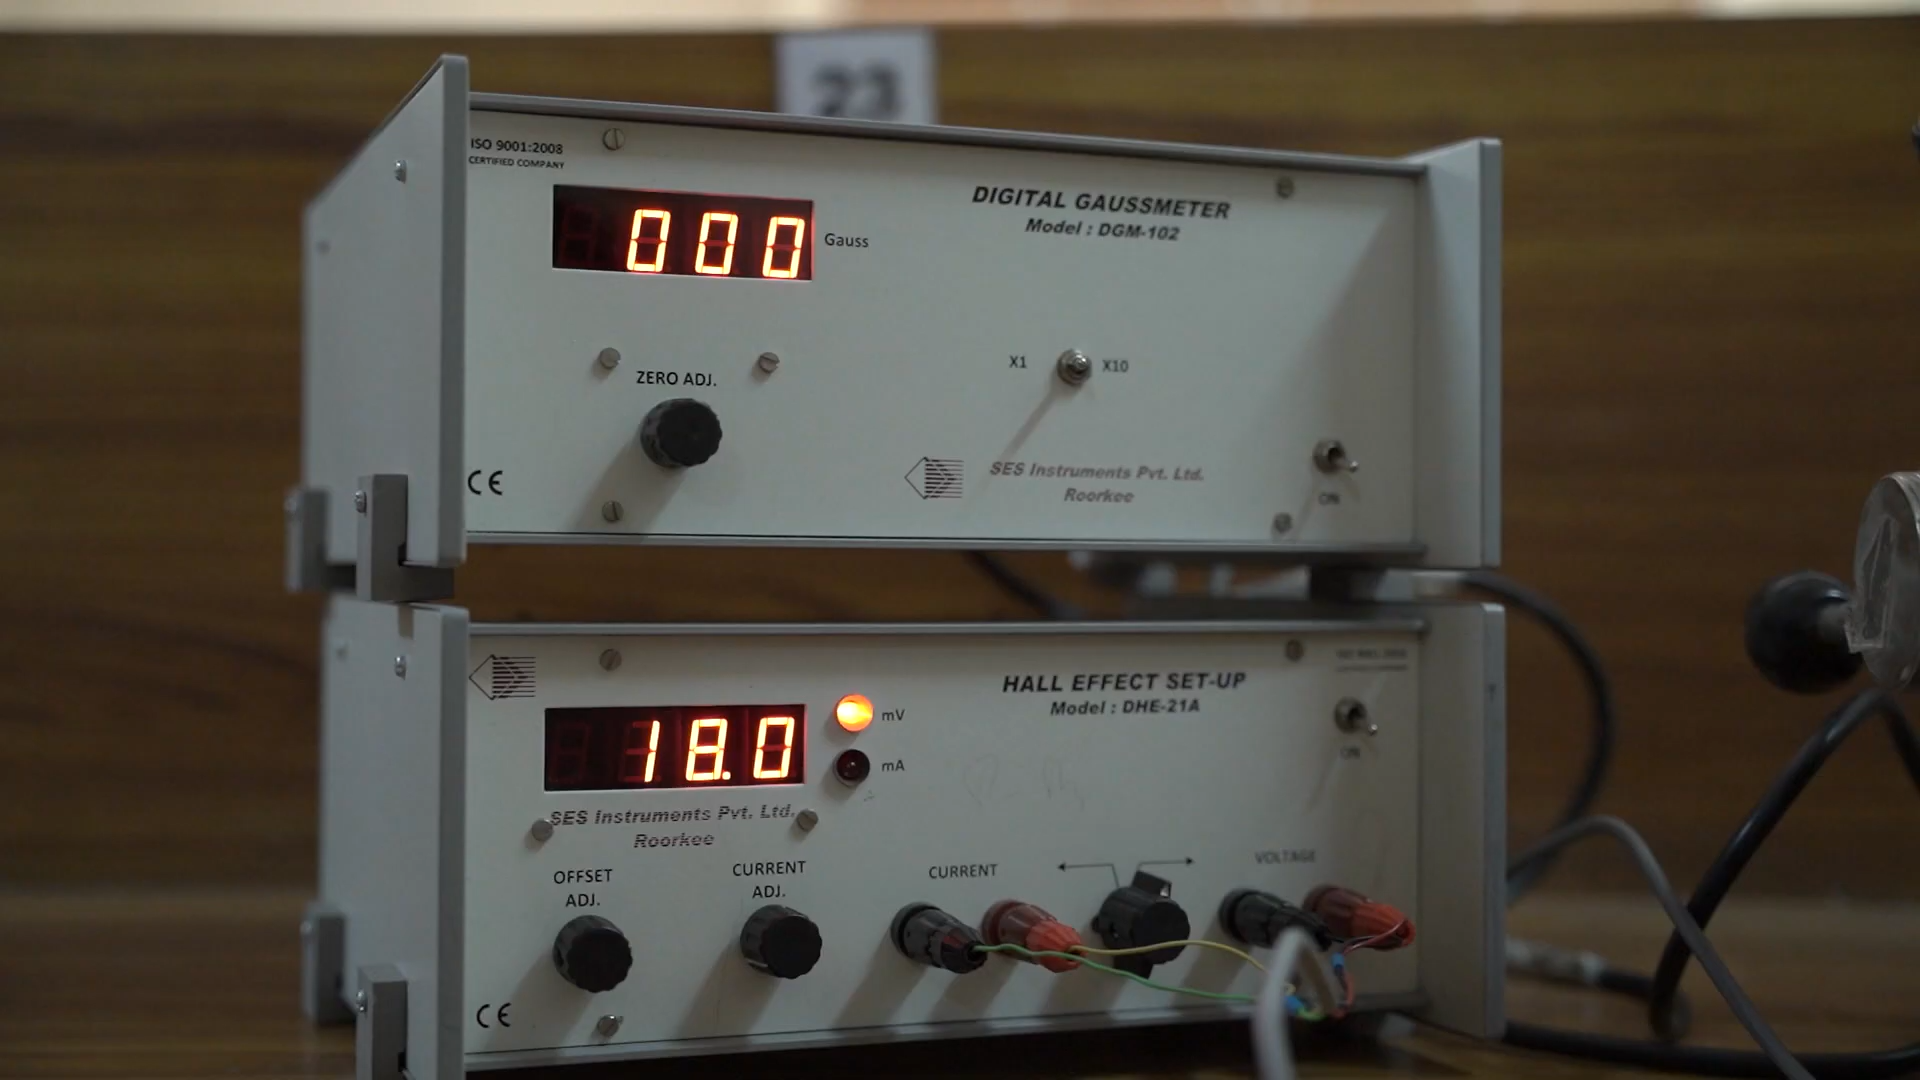 23
ISO 9001:2008
CERTIFIED COMPANY
000
Gauss
DIGITAL GAUSSMETER
Model : DGM-102
ZERO ADJ.
X1
X10
CE
SES Instruments Pvt. Ltd.
Roorkee
ON
HALL EFFECT SET-UP
Model : DHE-21A
18.0
mV
mA
ON
SES Instruments Pvt. Ltd.
Roorkee
OFFSET
ADJ.
CURRENT
ADJ.
CURRENT
VOLTAGE
CE